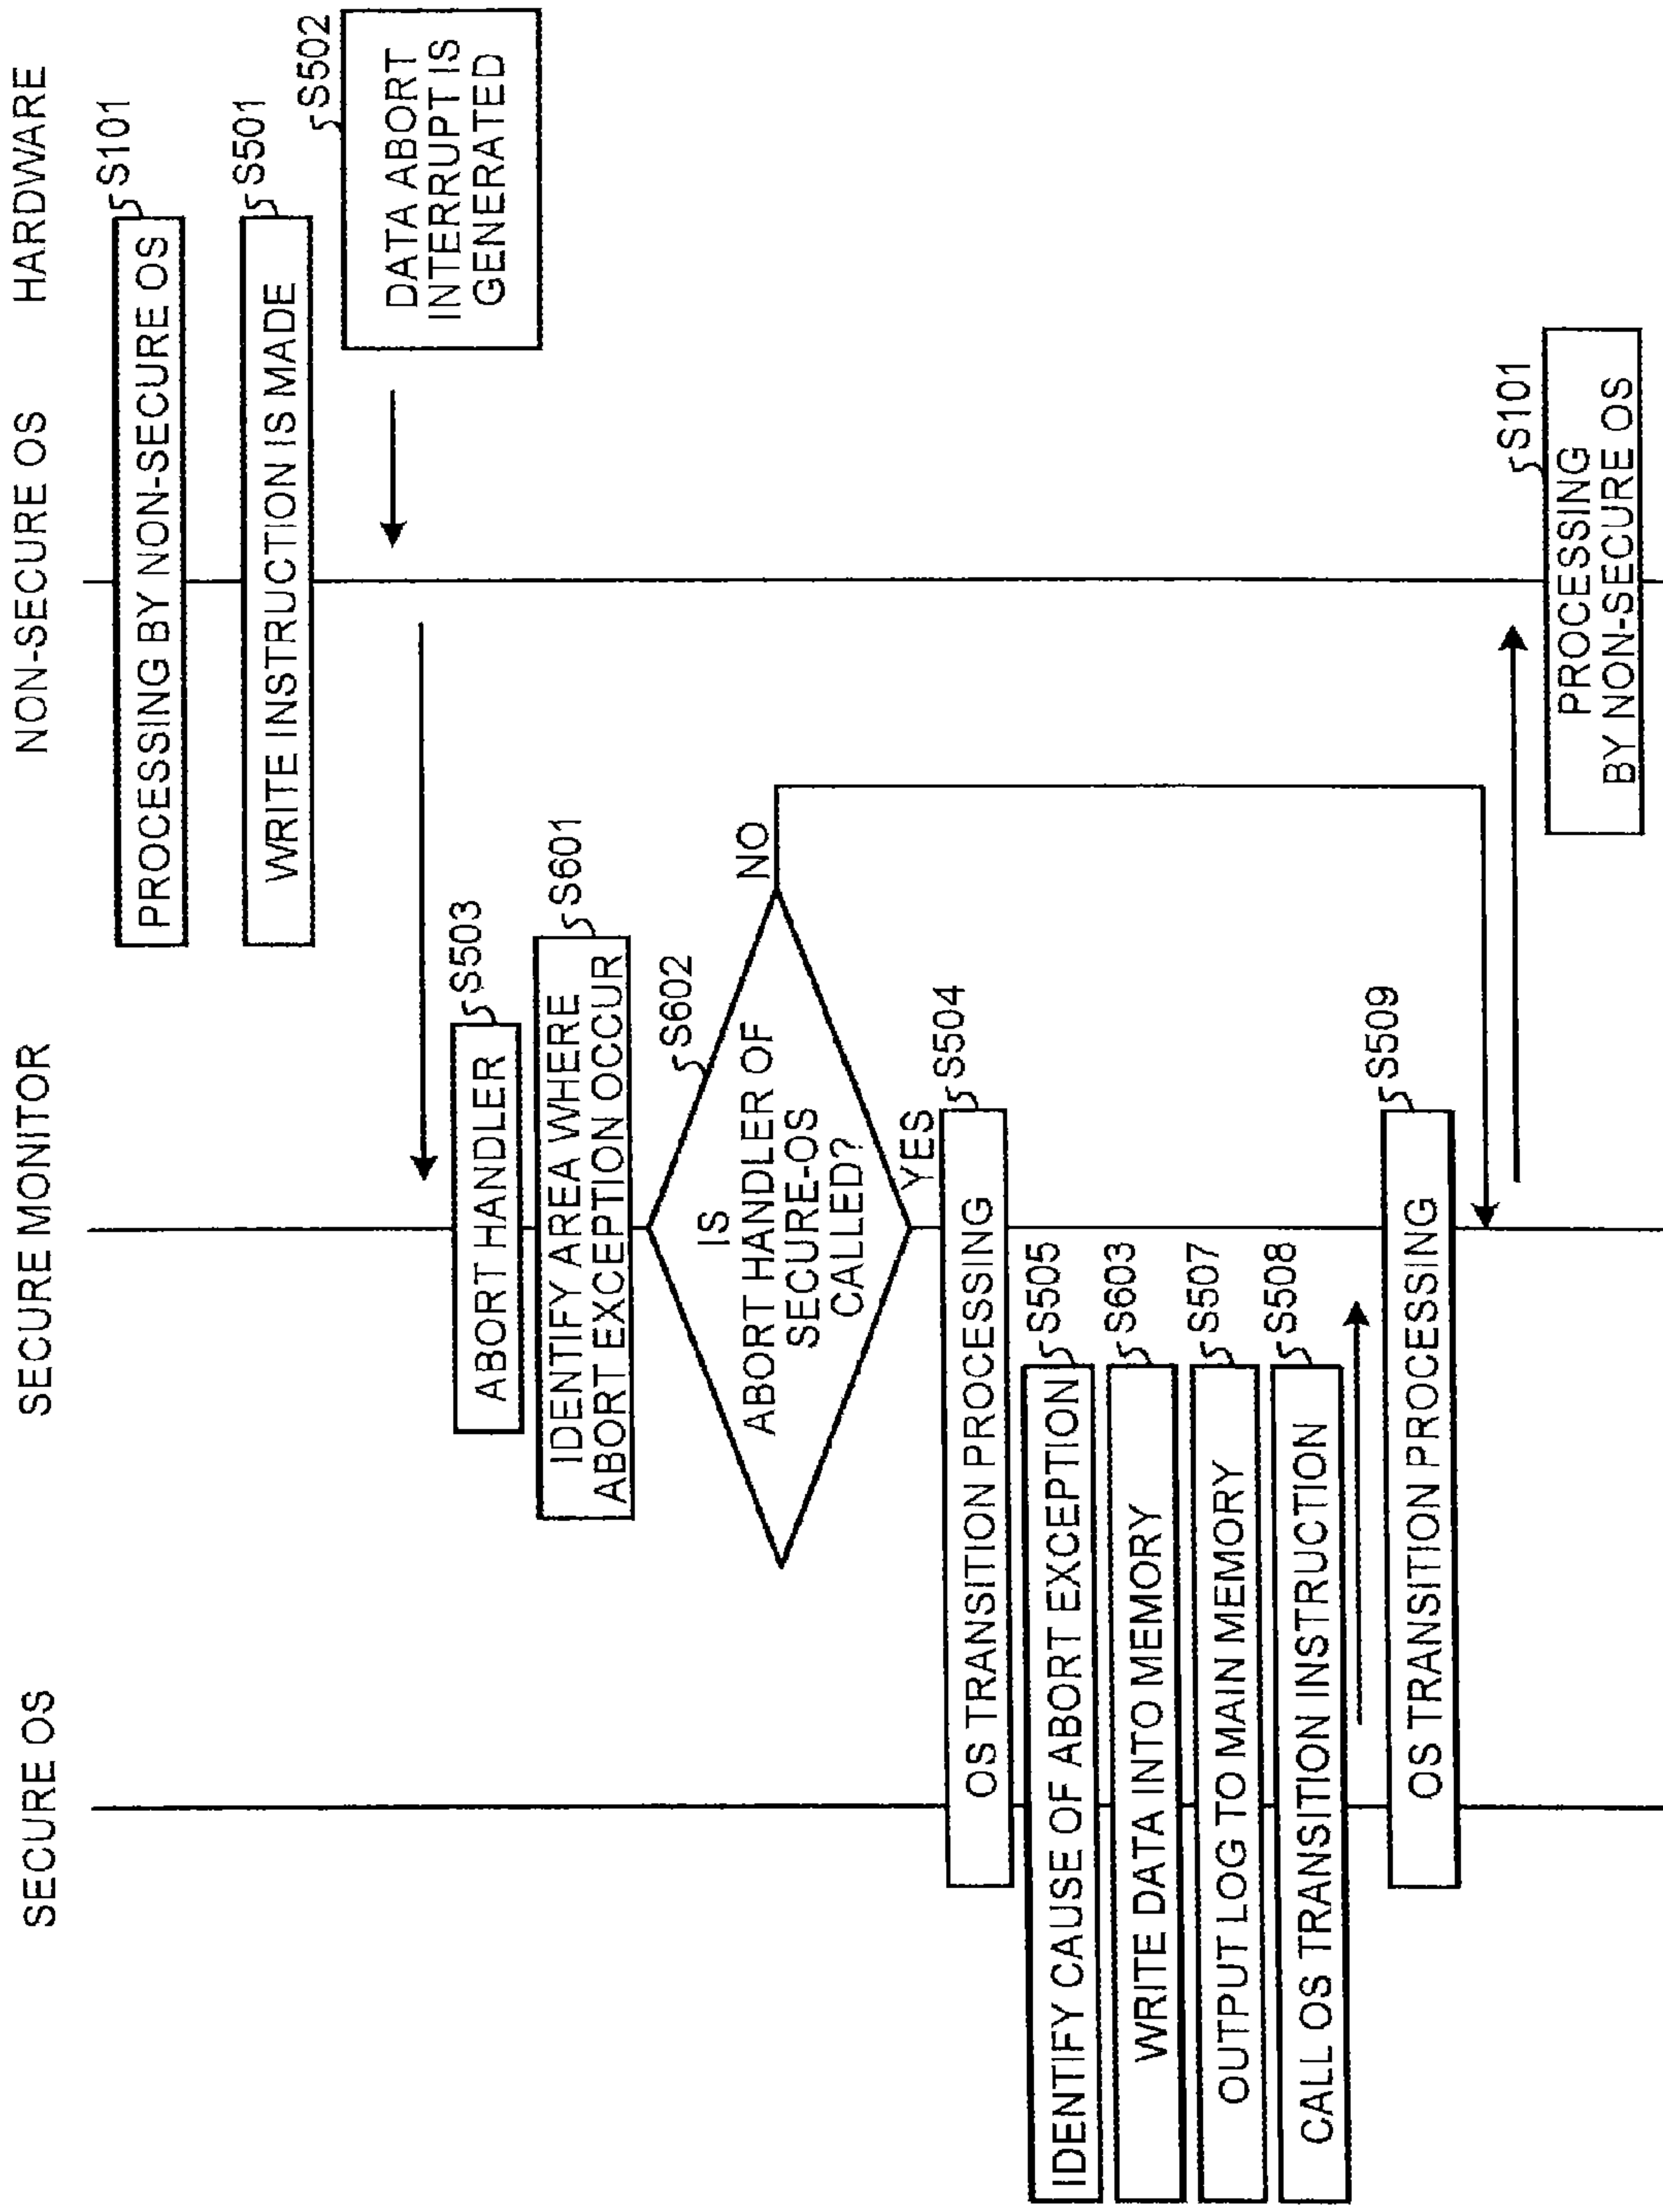 SECURE OS
SECURE MONITOR
NON-SECURE OS
HARDWARE
PROCESSING BY NON-SECURE OS
S101
WRITE INSTRUCTION IS MADE
S501
S502
DATA ABORT
INTERRUPT IS
GENERATED
ABORT HANDLER
S503
IDENTIFY AREA WHERE
ABORT EXCEPTION OCCUR
S601
S602
IS
ABORT HANDLER OF
SECURE-OS
CALLED?
NO
YES
OS TRANSITION PROCESSING
S504
IDENTIFY CAUSE OF ABORT EXCEPTION
S505
WRITE DATA INTO MEMORY
S603
OUTPUT LOG TO MAIN MEMORY
S507
CALL OS TRANSITION INSTRUCTION
S508
OS TRANSITION PROCESSING
S509
S101
PROCESSING
BY NON-SECURE OS